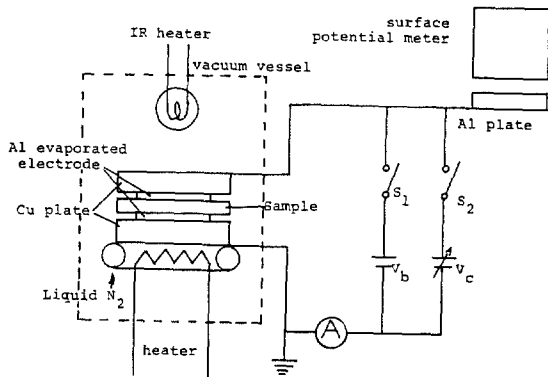 surface
potential meter
IR heater
vacuum vessel
Al plate
Al evaporated
electrode
Sample
Cu plate
S1
S2
Vb
Vc
Liquid N2
A
heater